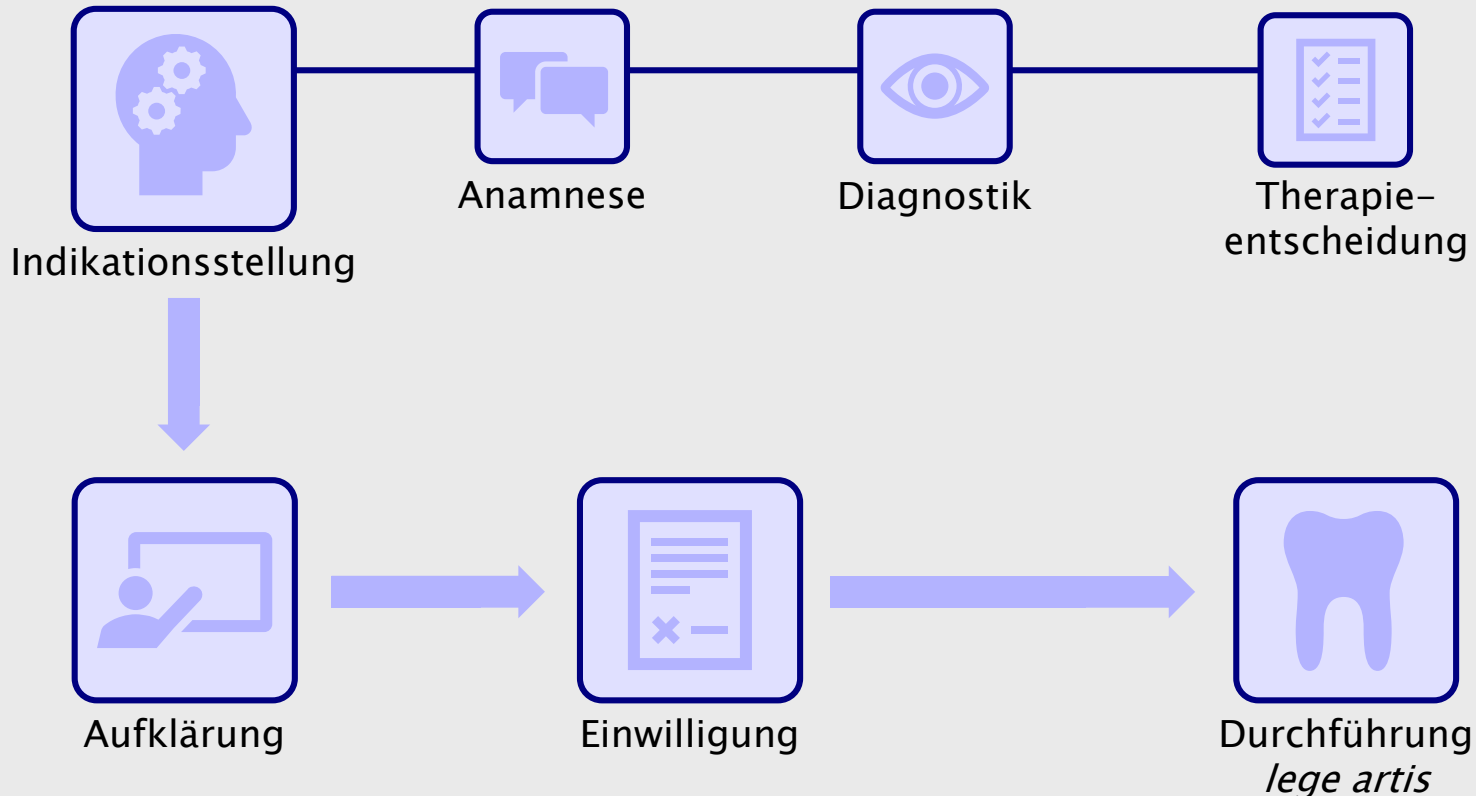 Anamnese
Diagnostik
Therapie-
entscheidung
Indikationsstellung
Aufklärung
Einwilligung
Durchführung
lege artis